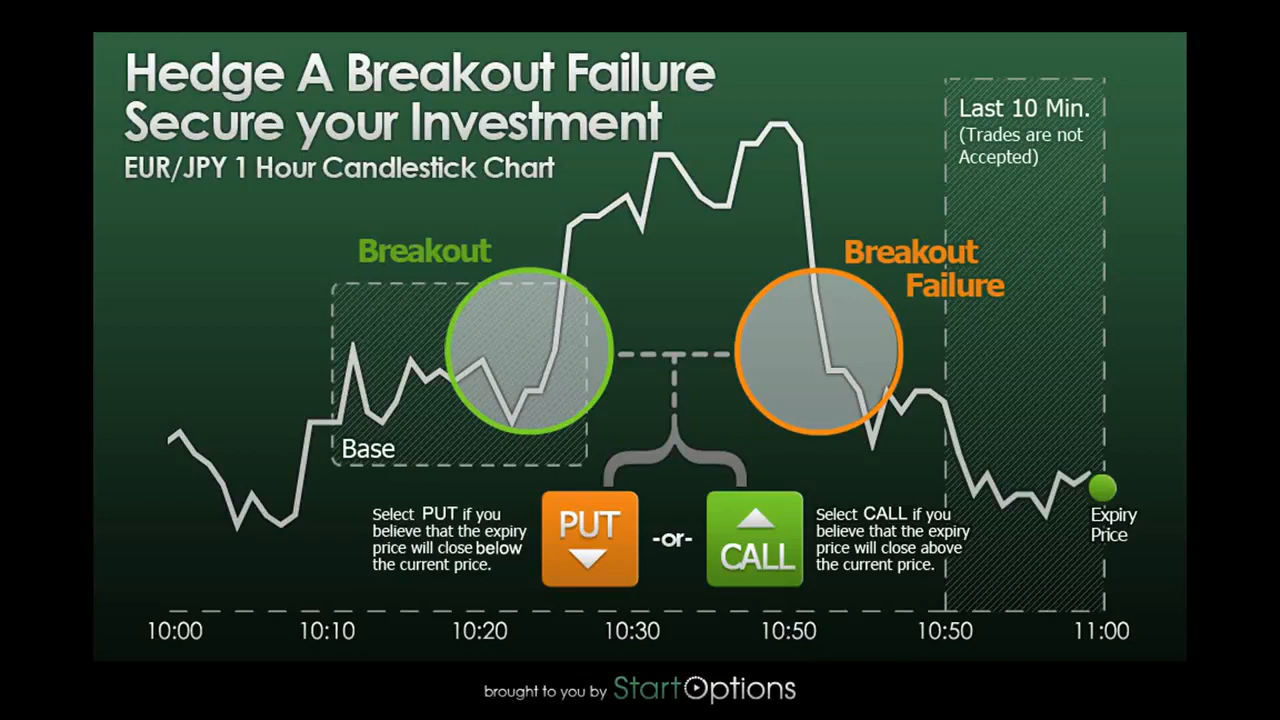 Hedge A Breakout Failure
Secure your Investment
EUR/JPY 1 Hour Candlestick Chart
Last 10 Min.
(Trades are not
Accepted)
Breakout
Breakout
Failure
Base
Select PUT if you
believe that the expiry
price will close below
the current price.
PUT
-or-
CALL
Select CALL if you
believe that the expiry
price will close above
the current price.
Expiry
Price
10:00 10:10 10:20 10:30 10:50 10:50 11:00
brought to you by StartOptions